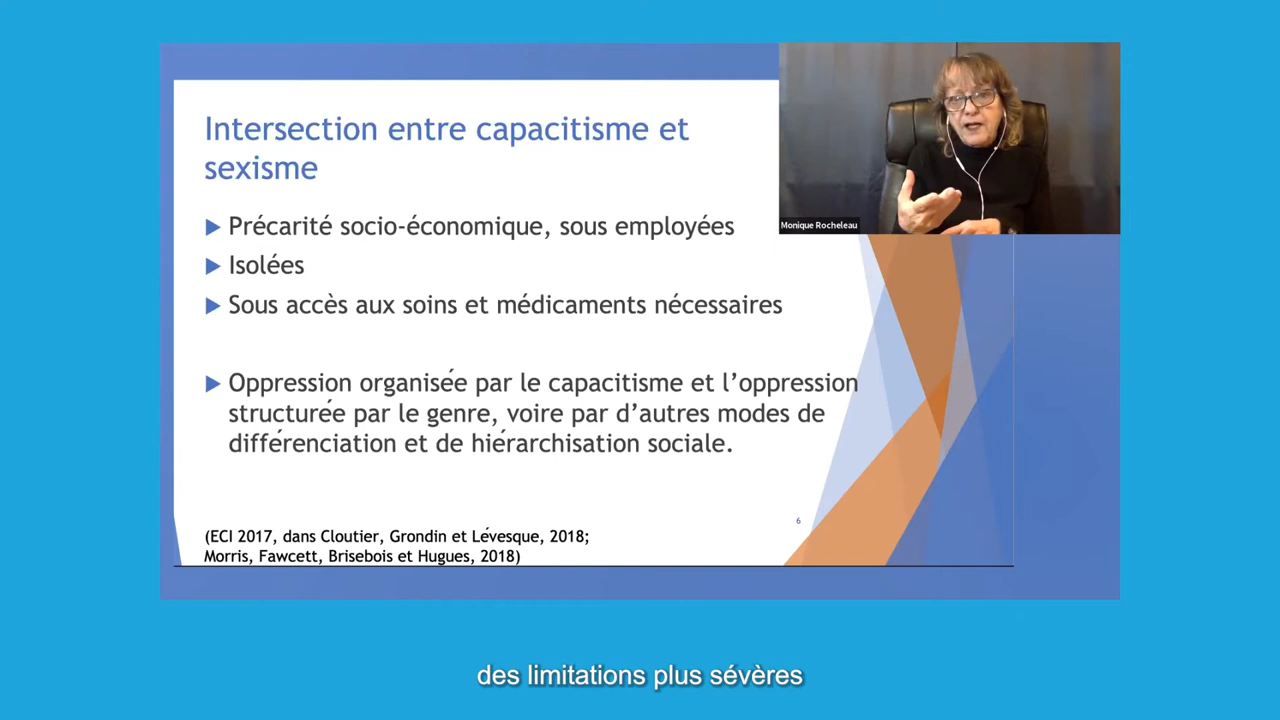 Intersection entre capacitisme et
sexisme
Précarité socio-économique, sous employées
Isolées
Sous accès aux soins et médicaments nécessaires
Oppression organisée par le capacitisme et l’oppression
structurée par le genre, voire par d’autres modes de
différenciation et de hiérarchisation sociale.
(ECI 2017, dans Cloutier, Grondin et Lévesque, 2018;
Morris, Fawcett, Brisebois et Hugues, 2018)
6
Monique Rocheleau
des limitations plus sévères